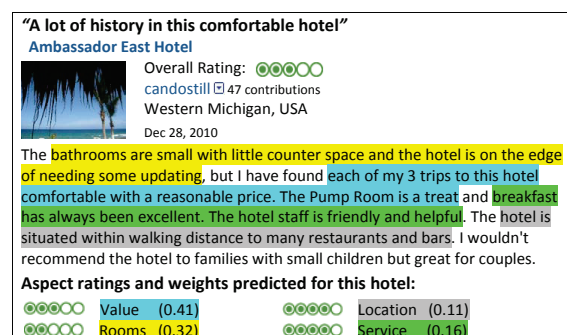 "A lot of history in this comfortable hotel"
Ambassador East Hotel
Overall Rating:
candostill 47 contributions
Western Michigan, USA
Dec 28, 2010
The bathrooms are small with little counter space and the hotel is on the edge
of needing some updating, but I have found each of my 3 trips to this hotel
comfortable with a reasonable price. The Pump Room is a treat and breakfast
has always been excellent. The hotel staff is friendly and helpful. The hotel is
situated within walking distance to many restaurants and bars. I wouldn't
recommend the hotel to families with small children but great for couples.
Aspect ratings and weights predicted for this hotel:
Value (0.41) Location (0.11)
Rooms (0.32) Service (0.16)